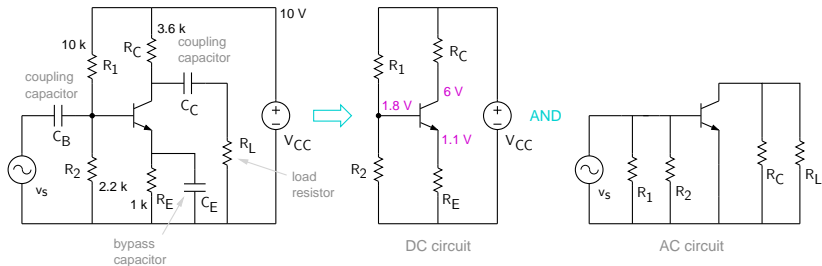 3.6 k
10 V
10 k
R1
RC
coupling
capacitor
coupling
capacitor
CB
CC
RL
VCC
R2
2.2 k
vs
RE
1 k
CE
load
resistor
bypass
capacitor
R1
RC
6 V
1.8 V
1.1 V
VCC
R2
RE
DC circuit
AND
vs
R1
R2
RC
RL
AC circuit